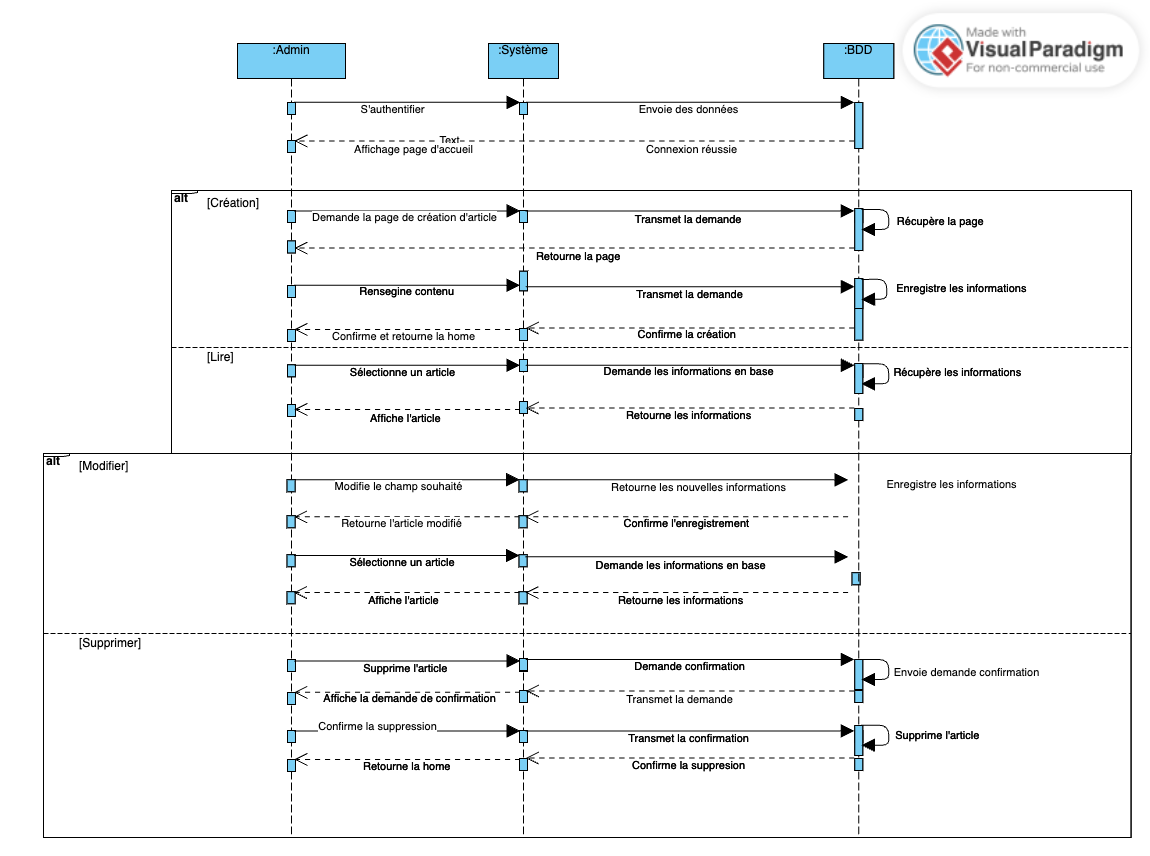 Made with
Visual Paradigm
For non-commercial use
:Admin
:Système
:BDD
S'authentifier
Envoie des données
Text
Affichage page d'accueil
Connexion réussie
alt
[Création]
Demande la page de création d'article
Transmet la demande
Récupère la page
Retourne la page
Rensegine contenu
Transmet la demande
Enregistre les informations
Confirme et retourne la home
Confirme la création
[Lire]
Sélectionne un article
Demande les informations en base
Récupère les informations
Affiche l'article
Retourne les informations
alt
[Modifier]
Modifie le champ souhaité
Retourne les nouvelles informations
Enregistre les informations
Retourne l'article modifié
Confirme l'enregistrement
Sélectionne un article
Demande les informations en base
Affiche l'article
Retourne les informations
[Supprimer]
Supprime l'article
Demande confirmation
Envoie demande confirmation
Affiche la demande de confirmation
Transmet la demande
Confirme la suppression
Transmet la confirmation
Supprime l'article
Retourne la home
Confirme la suppresion